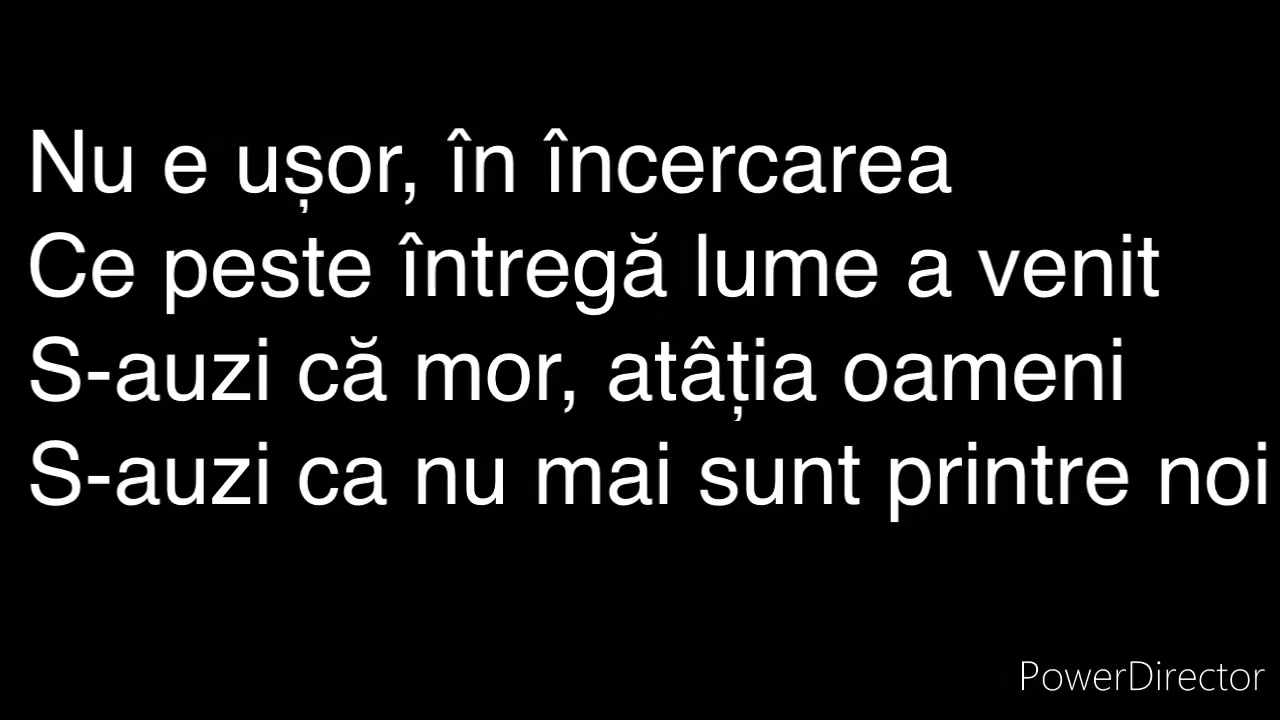 Nu e ușor, în încercarea
Ce peste întregă lume a venit
S-auzi că mor, atâția oameni
S-auzi ca nu mai sunt printre noi
PowerDirector